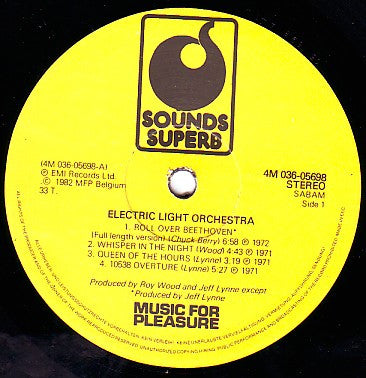 SOUNDS
SUPERB
(4M 036-05698-A)
℗ EMI Records Ltd.
© 1982 MFP Belgium
33 T.
4M 036-05698
STEREO
SABAM
Side 1
ELECTRIC LIGHT ORCHESTRA
1. ROLL OVER BEETHOVEN*
(Full length version) (Chuck Berry) 6:58 ℗ 1972
2. WHISPER IN THE NIGHT (Wood) 4:43 ℗ 1971
3. QUEEN OF THE HOURS (Lynne) 3.19 ℗ 1971
4. 10538 OVERTURE (Lynne) 5:27 ℗ 1971
Produced by Roy Wood and Jeff Lynne except
*Produced by Jeff Lynne
MUSIC FOR
PLEASURE